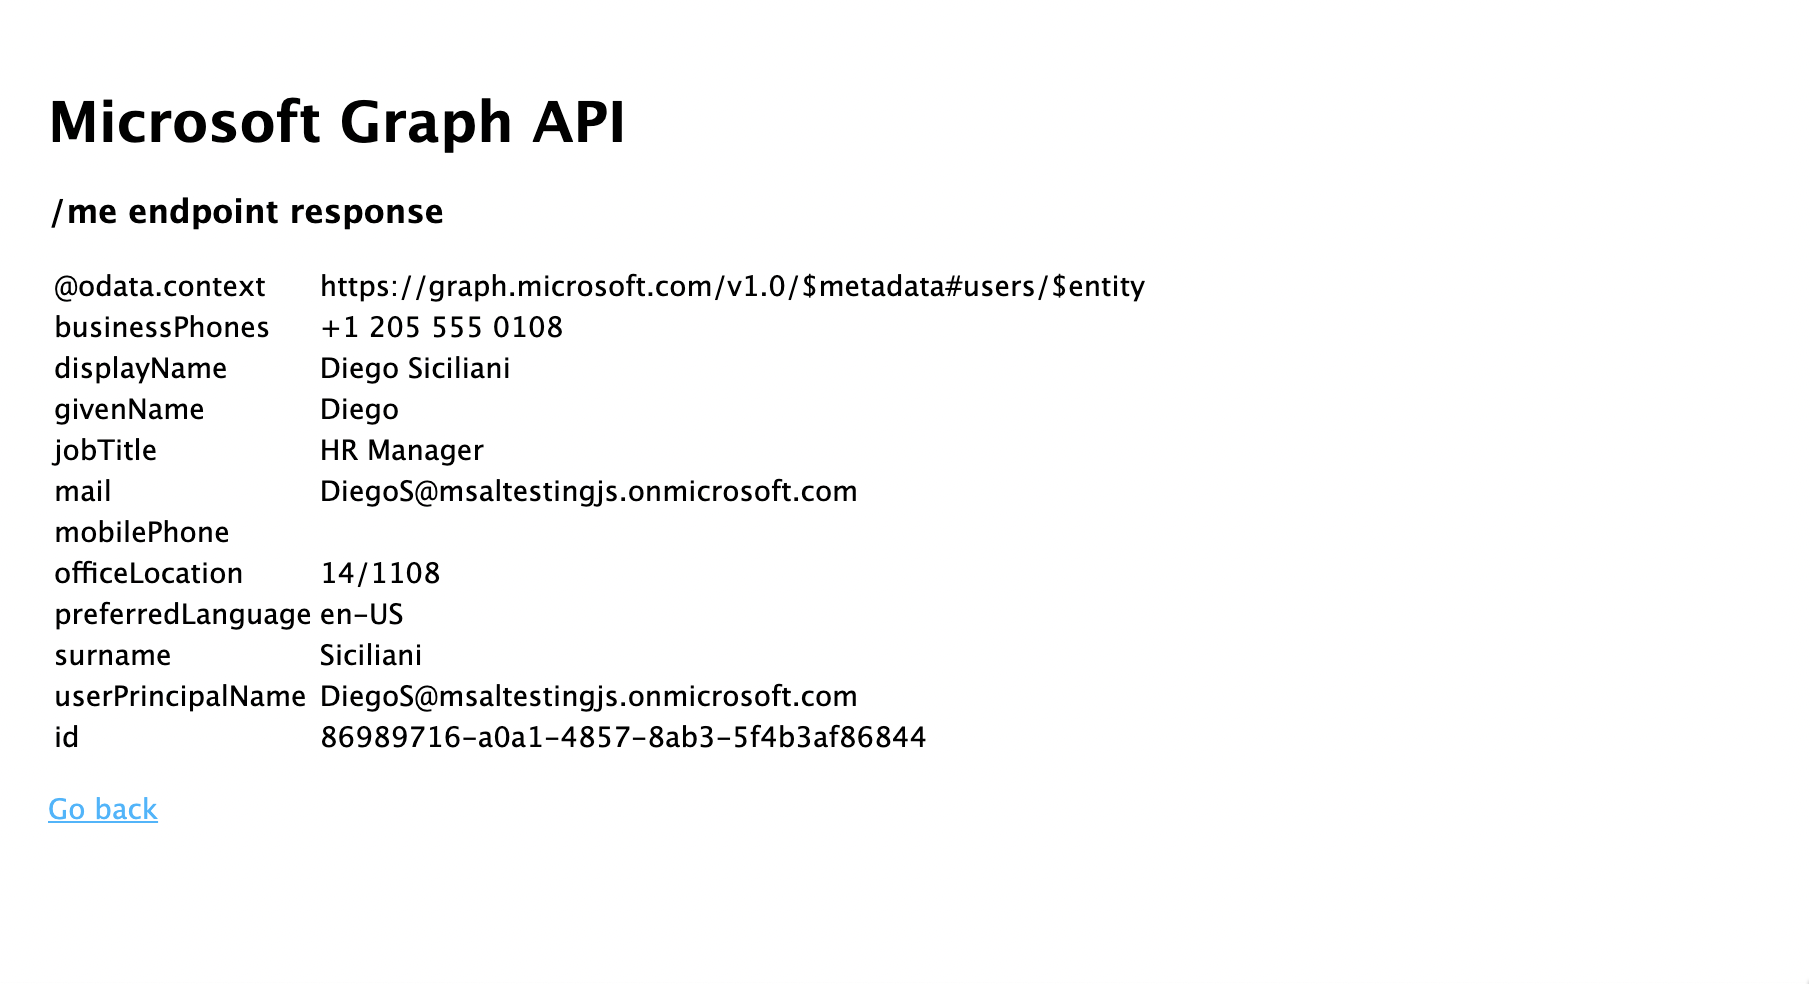 Microsoft Graph API
/me endpoint response
@odata.context https://graph.microsoft.com/v1.0/$metadata#users/$entity
businessPhones +1 205 555 0108
displayName Diego Siciliani
givenName Diego
jobTitle HR Manager
mail DiegoS@msaltestingjs.onmicrosoft.com
mobilePhone
officeLocation 14/1108
preferredLanguage en-US
surname Siciliani
userPrincipalName DiegoS@msaltestingjs.onmicrosoft.com
id 86989716-a0a1-4857-8ab3-5f4b3af86844
Go back